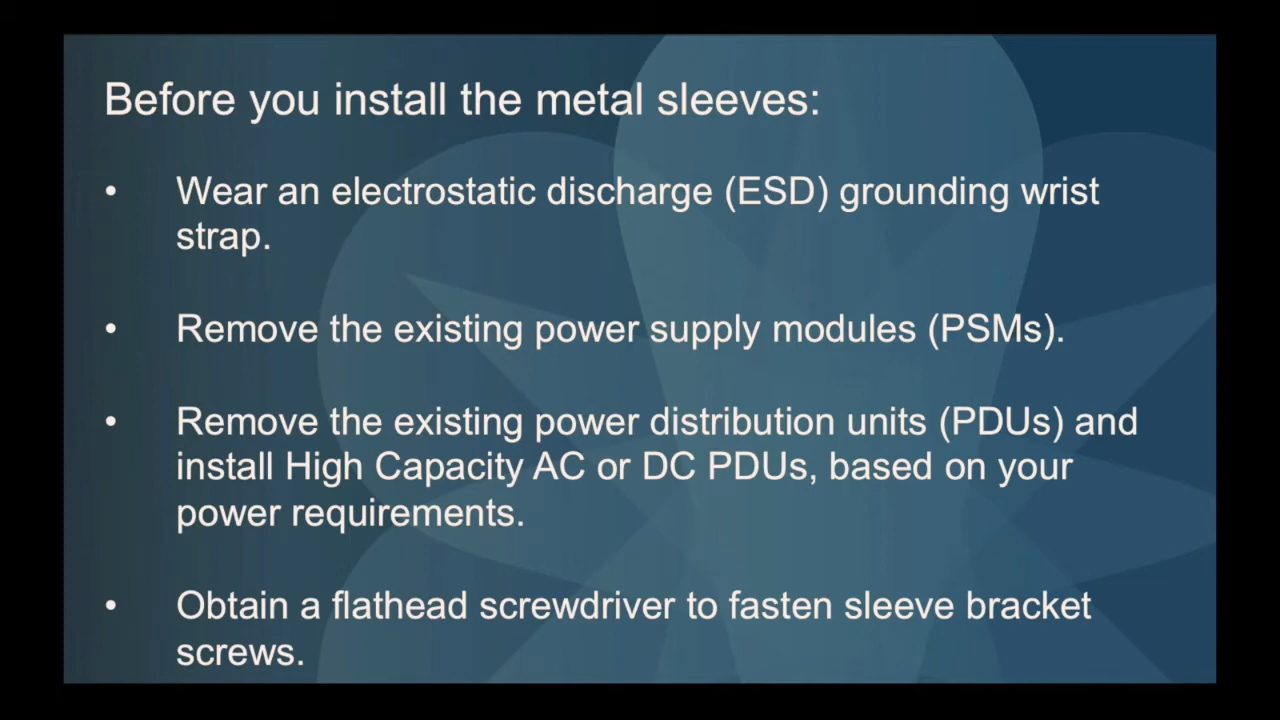 Before you install the metal sleeves:
• Wear an electrostatic discharge (ESD) grounding wrist
strap.
• Remove the existing power supply modules (PSMs).
• Remove the existing power distribution units (PDUs) and
install High Capacity AC or DC PDUs, based on your
power requirements.
• Obtain a flathead screwdriver to fasten sleeve bracket
screws.